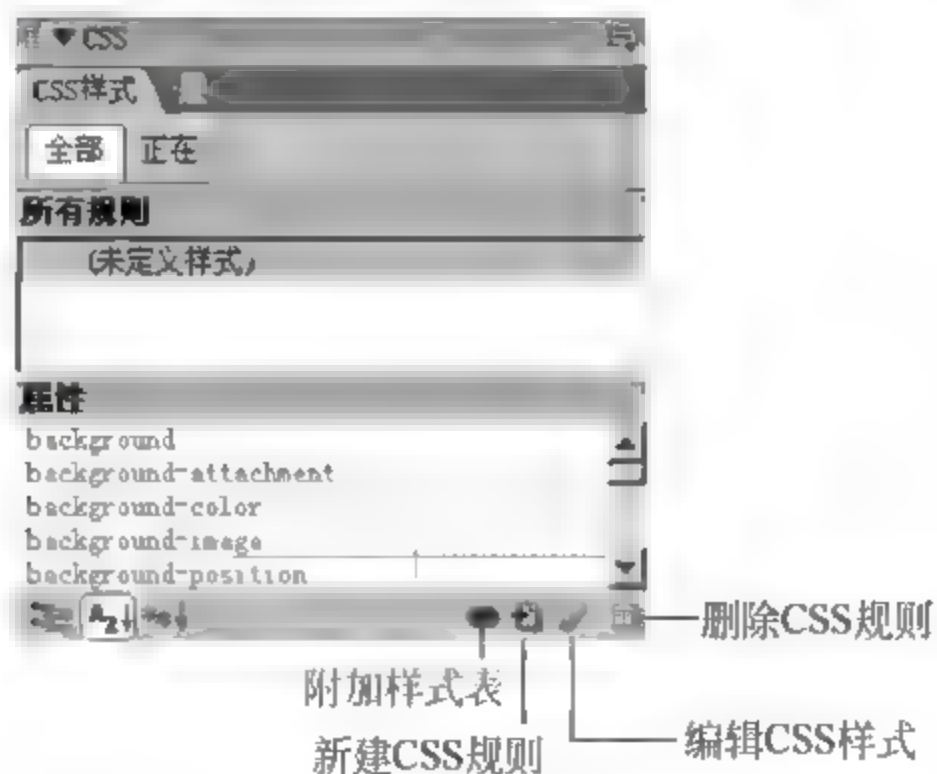 CSS
CSS样式
全部 正在
所有规则
(未定义样式)
属性
background
background-attachment
background-color
background-image
background-position
删除CSS规则
附加样式表
编辑CSS样式
新建CSS规则